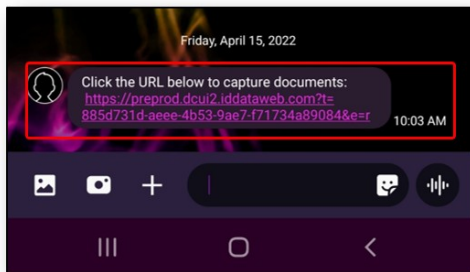 Friday, April 15, 2022
Click the URL below to capture documents:
https://preprod.dcui2.iddataweb.com?t=
885d731d-aeee-4b53-9ae7-f71734a89084&e=r
10:03 AM